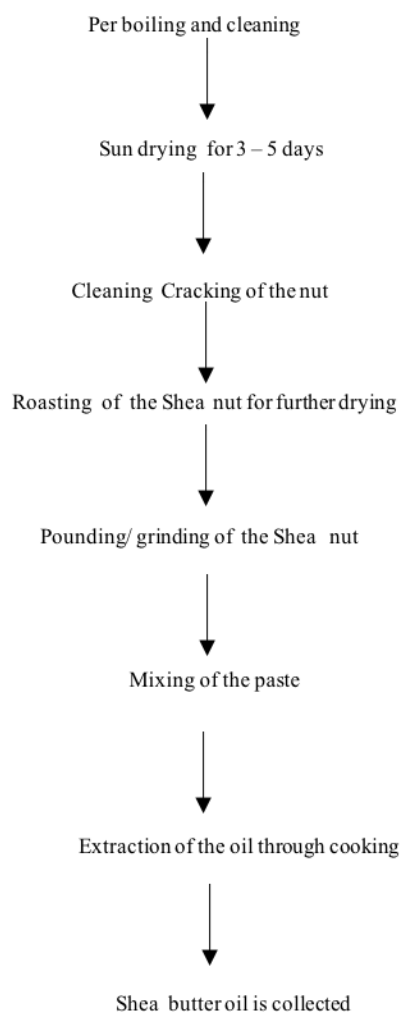 Per boiling and cleaning
Sun drying for 3 – 5 days
Cleaning Cracking of the nut
Roasting of the Shea nut for further drying
Pounding/ grinding of the Shea nut
Mixing of the paste
Extraction of the oil through cooking
Shea butter oil is collected